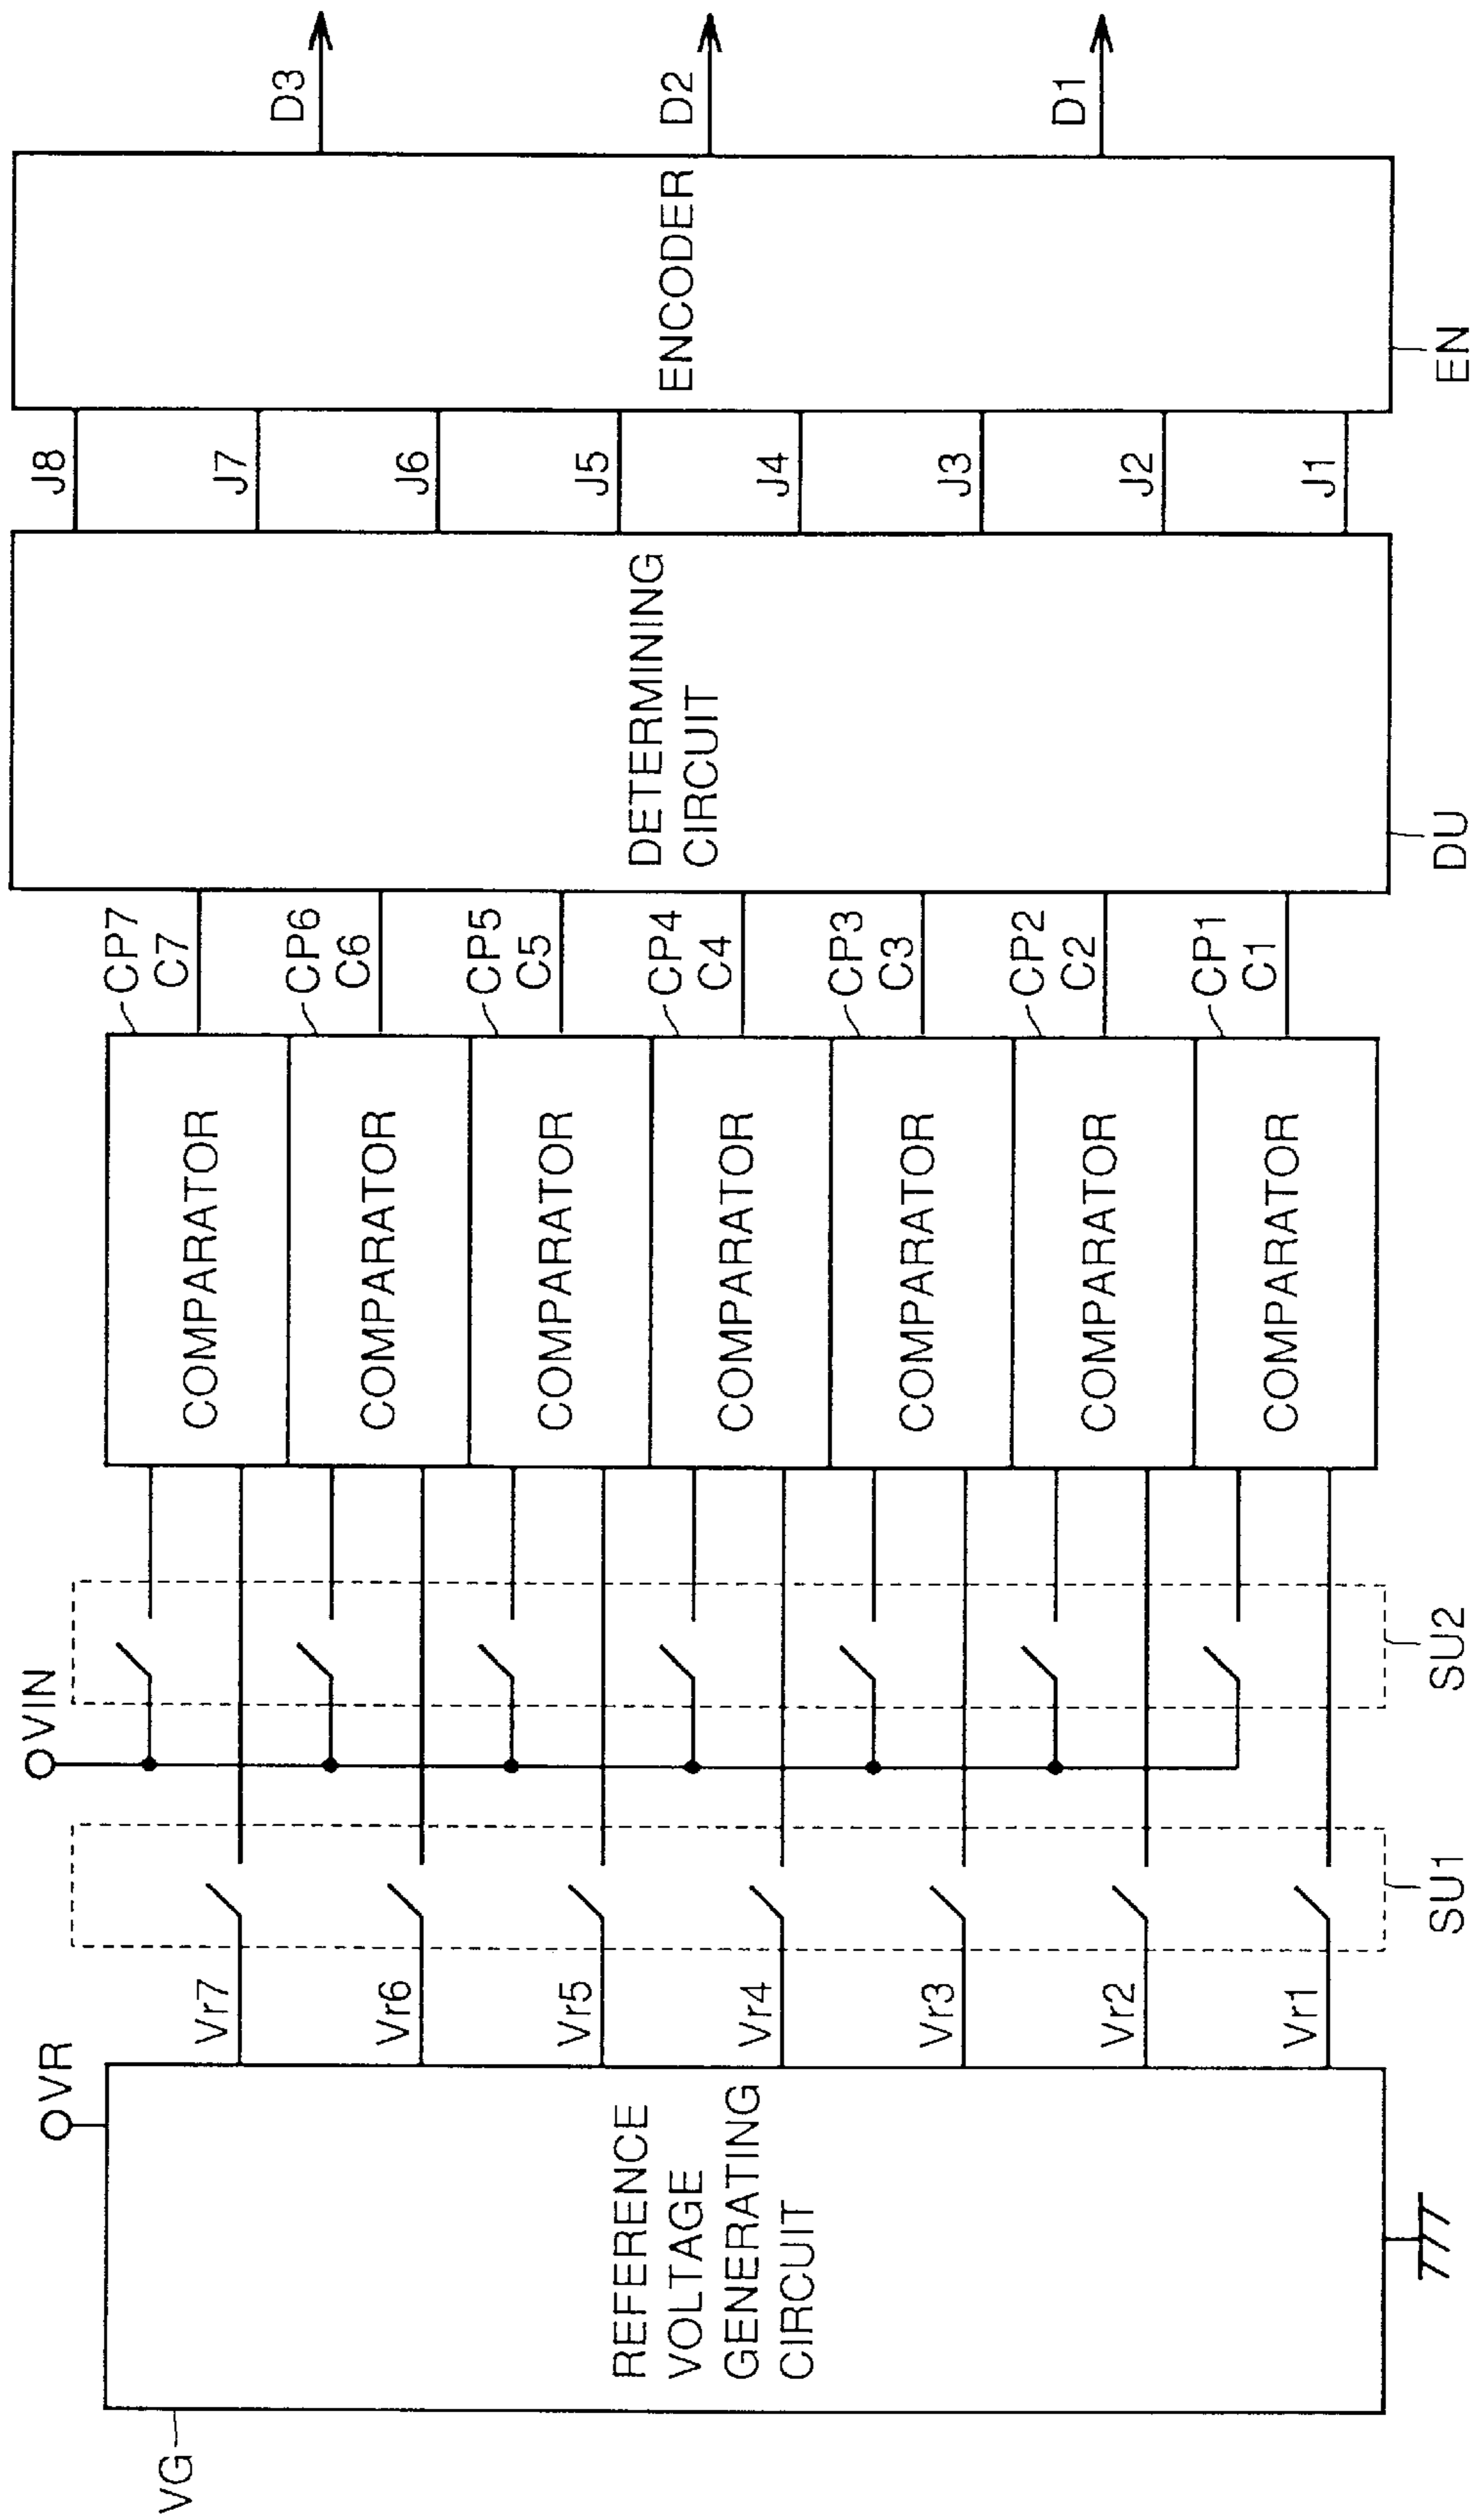 VG
VR
REFERENCE
VOLTAGE
GENERATING
CIRCUIT
Vr7
Vr6
Vr5
Vr4
Vr3
Vr2
Vr1
SU1
VIN
SU2
COMPARATOR
COMPARATOR
COMPARATOR
COMPARATOR
COMPARATOR
COMPARATOR
COMPARATOR
CP7
C7
CP6
C6
CP5
C5
CP4
C4
CP3
C3
CP2
C2
CP1
C1
DETERMINING
CIRCUIT
DU
J8
J7
J6
J5
J4
J3
J2
J1
ENCODER
EN
D3
D2
D1